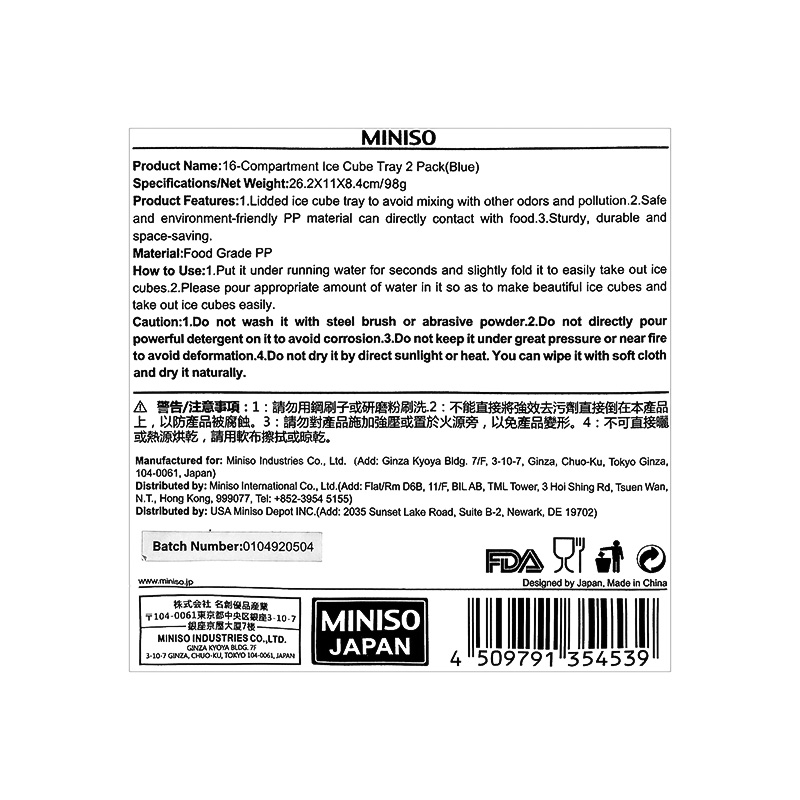 MINISO
Product Name:16-Compartment Ice Cube Tray 2 Pack(Blue)
Specifications/Net Weight:26.2X11X8.4cm/98g
Product Features:1.Lidded ice cube tray to avoid mixing with other odors and pollution.2.Safe
and environment-friendly PP material can directly contact with food.3.Sturdy, durable and
space-saving.
Material:Food Grade PP
How to Use:1.Put it under running water for seconds and slightly fold it to easily take out ice
cubes.2.Please pour appropriate amount of water in it so as to make beautiful ice cubes and
take out ice cubes easily.
Caution:1.Do not wash it with steel brush or abrasive powder.2.Do not directly pour
powerful detergent on it to avoid corrosion.3.Do not keep it under great pressure or near fire
to avoid deformation.4.Do not dry it by direct sunlight or heat. You can wipe it with soft cloth
and dry it naturally.
警告/注意事項：1：請勿用鋼刷子或研磨粉刷洗.2：不能直接將強效去污劑直接倒在本產品
上，以防產品被腐蝕。3：請勿對產品施加強壓或置於火源旁，以免產品變形。4：不可直接曬
或熱源烘乾，請用軟布擦拭或晾乾。
Manufactured for: Miniso Industries Co., Ltd. (Add: Ginza Kyoya Bldg. 7/F, 3-10-7, Ginza, Chuo-Ku, Tokyo Ginza,
104-0061, Japan)
Distributed by: Miniso International Co., Ltd.(Add: Flat/Rm D6B, 11/F, BIL AB, TML Tower, 3 Hoi Shing Rd, Tsuen Wan,
N.T., Hong Kong, 999077, Tel: +852-3954 5155)
Distributed by: USA Miniso Depot INC.(Add: 2035 Sunset Lake Road, Suite B-2, Newark, DE 19702)
Batch Number:0104920504
FDA
www.miniso.jp
Designed by Japan, Made in China
株式会社 名創優品産業
〒104-0061東京都中央区銀座3-10-7
銀座京屋大厦7楼
MINISO INDUSTRIES CO.,LTD.
GINZA KYOYA BLDG. 7F
3-10-7 GINZA, CHUO-KU, TOKYO 104-0061, JAPAN
MINISO
JAPAN
4 509791 354539